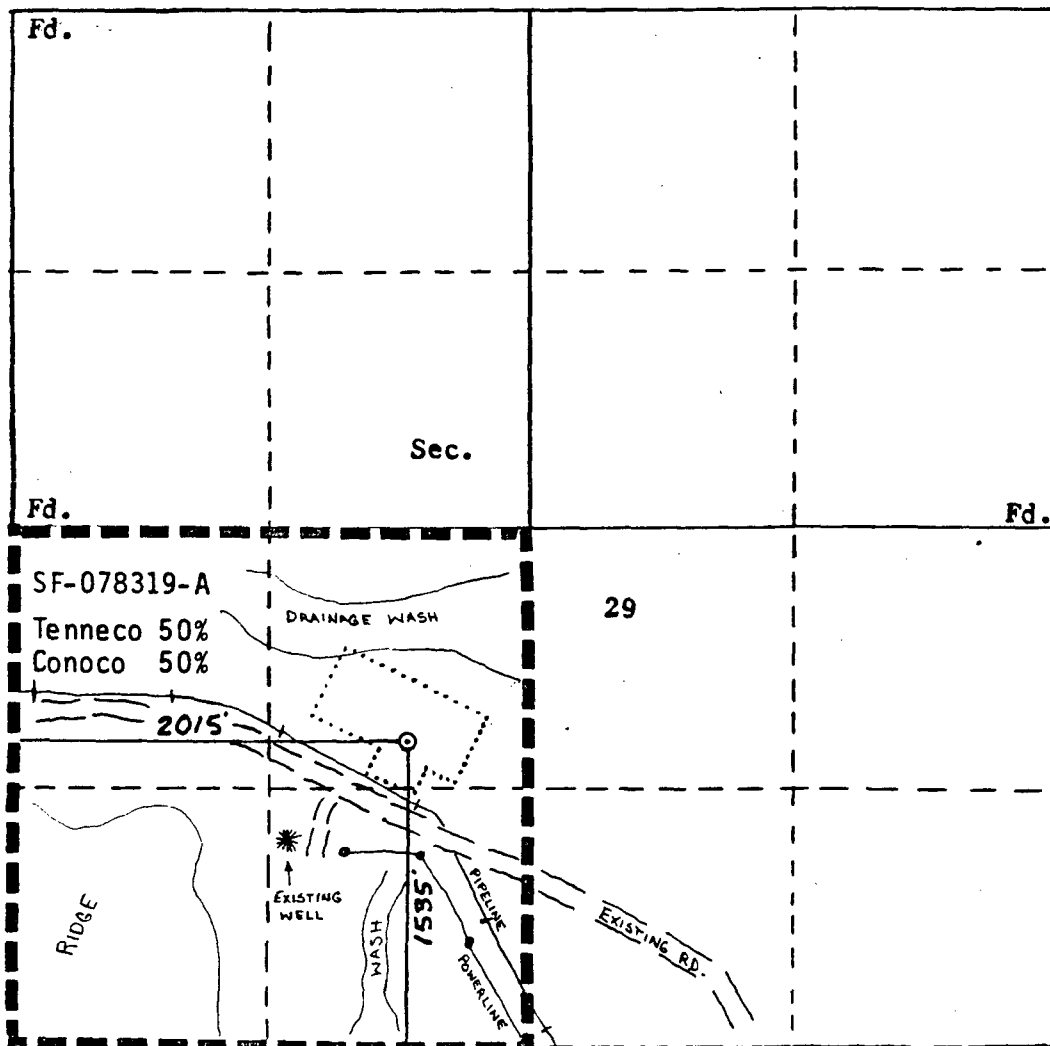 Fd.
Sec.
Fd.
Fd.
SF-078319-A
Tenneco 50%
Conoco 50%
DRAINAGE WASH
29
2015'
EXISTING
WELL
RIDGE
WASH
1535'
PIPELINE
POWERLINE
EXISTING RD.